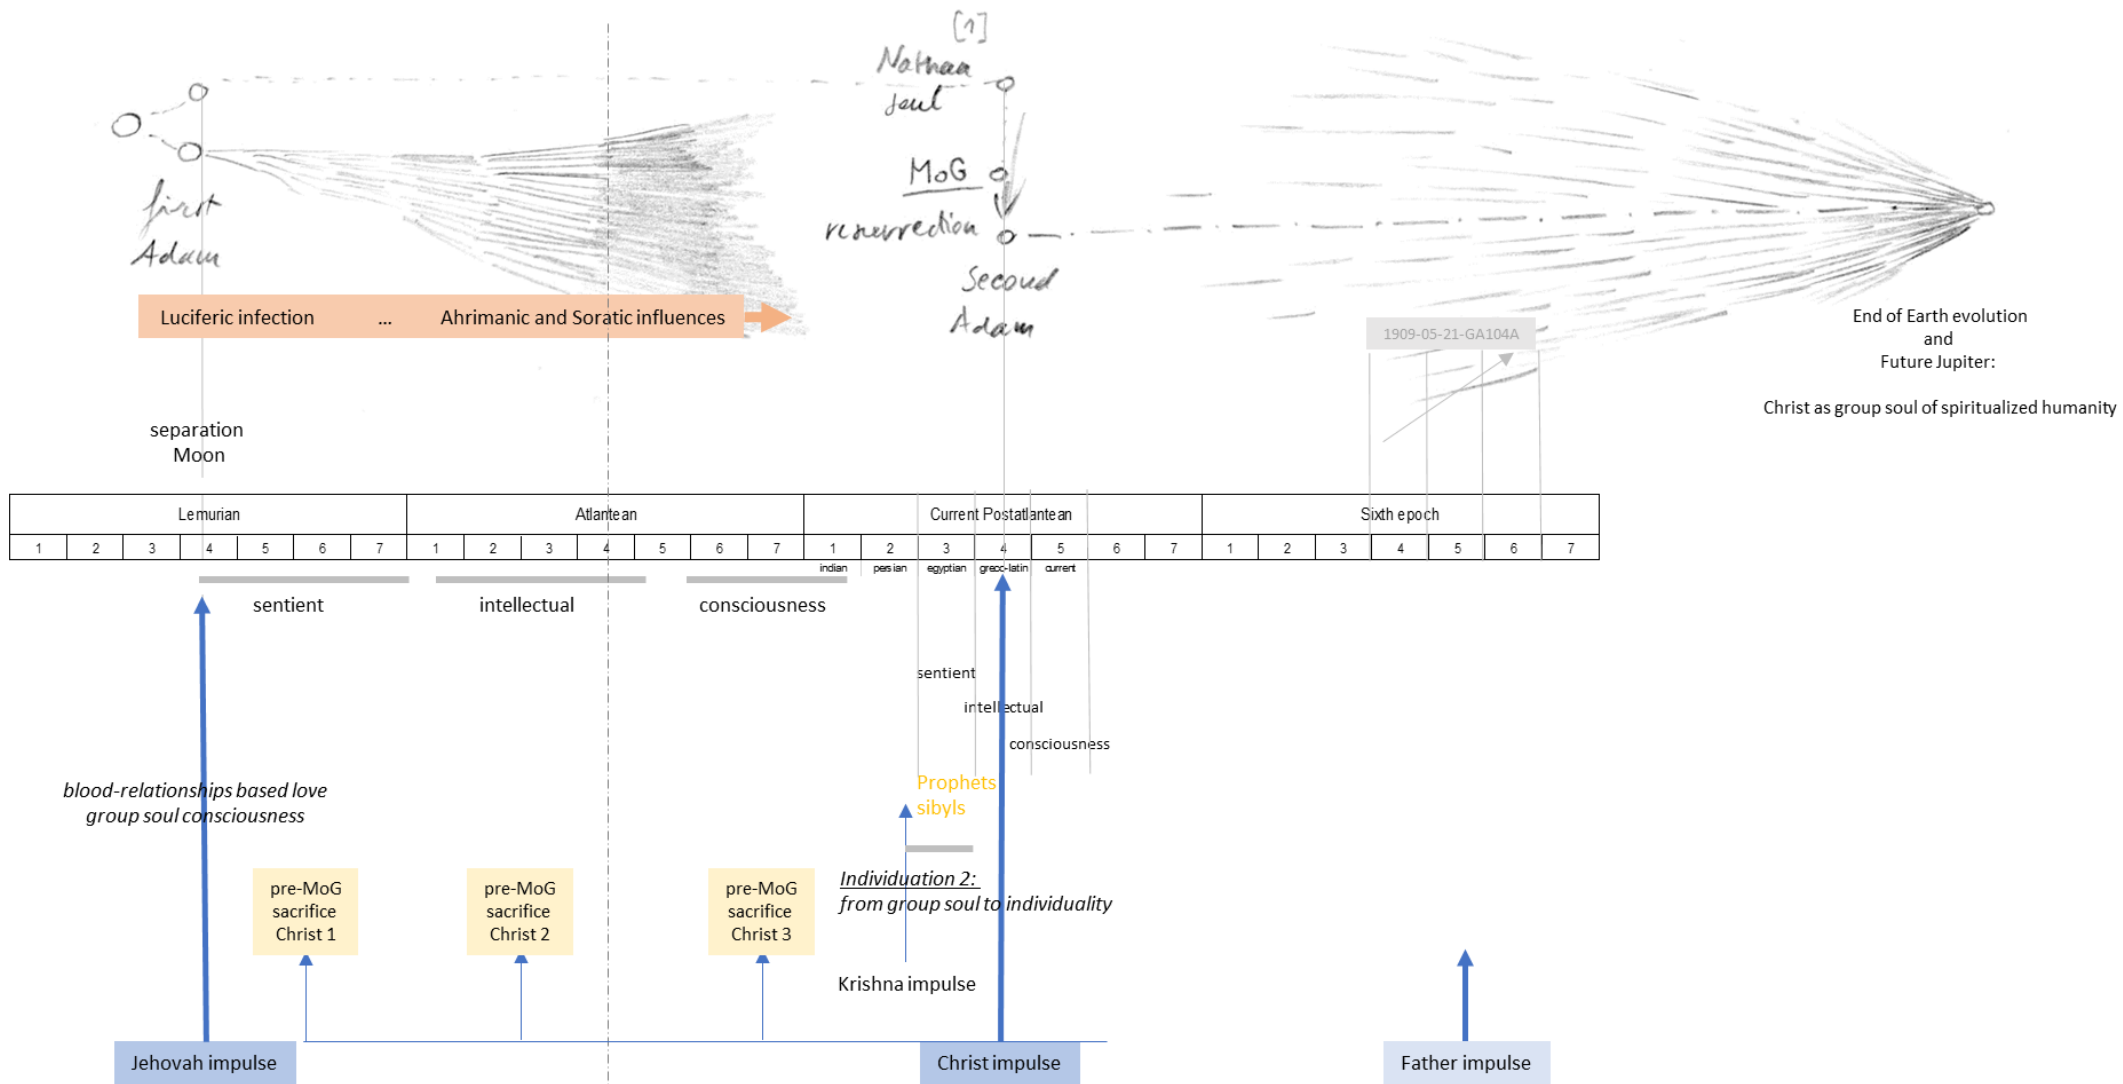 [1]
Nathan
soul
MoG
resurrection
Second
Adam
first
Adam
Luciferic infection ... Ahrimanic and Soratic influences
1909-05-21-GA104A
End of Earth evolution
and
Future Jupiter:
Christ as group soul of spiritualized humanity
separation
Moon
Lemurian Atlantean Current Postatlantean Sixth epoch
1 2 3 4 5 6 7 1 2 3 4 5 6 7 1 2 3 4 5 6 7 1 2 3 4 5 6 7
indian persian egyptian greco-latin current
sentient intellectual consciousness
sentient
intellectual
consciousness
Prophets
sibyls
blood-relationships based love
group soul consciousness
pre-MoG
sacrifice
Christ 1
pre-MoG
sacrifice
Christ 2
pre-MoG
sacrifice
Christ 3
Individuation 2:
from group soul to individuality
Krishna impulse
Jehovah impulse
Christ impulse
Father impulse